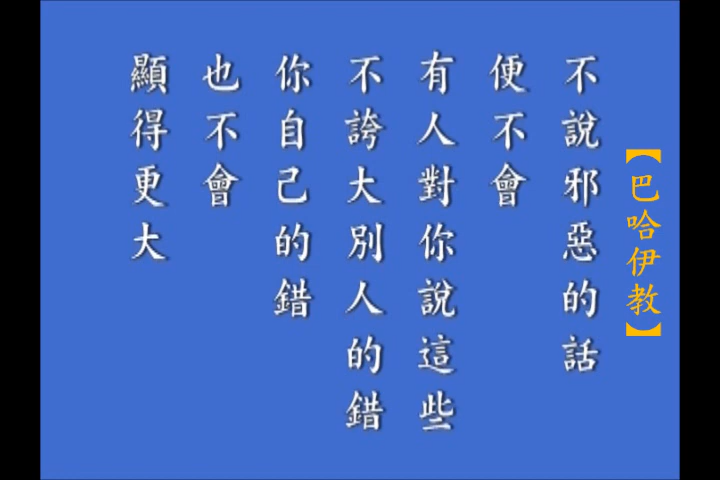 【巴哈伊教】
不說邪惡的話
便不會
有人對你說這些
不誇大別人的錯
你自己的錯
也不會
顯得更大